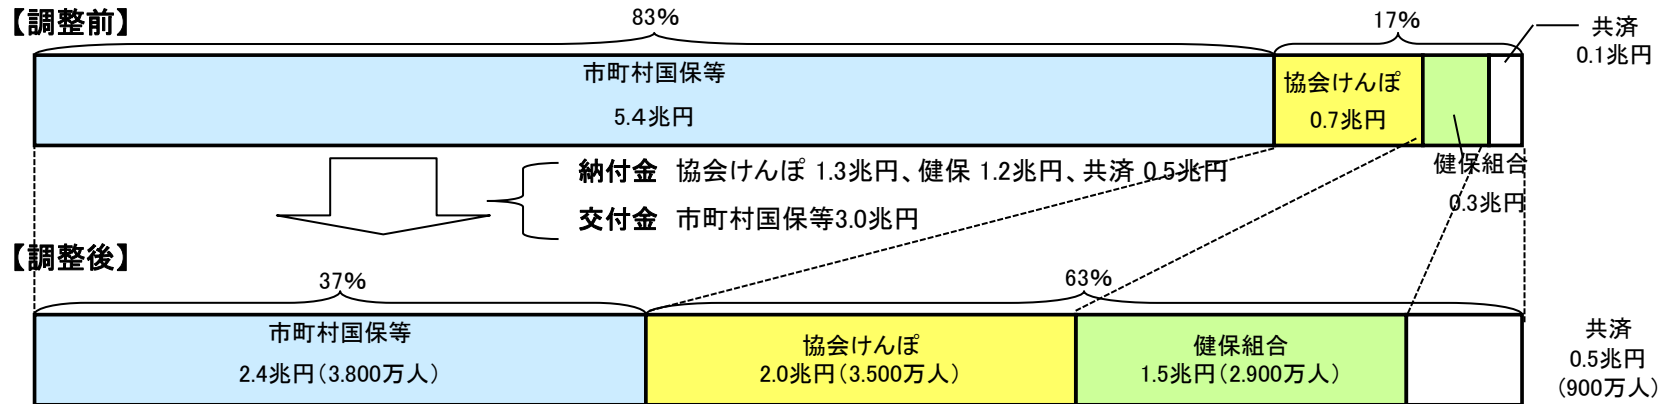 【調整前】
83%
17%
共済
0.1兆円
市町村国保等
5.4兆円
協会けんぽ
0.7兆円
健保組合
0.3兆円
納付金 協会けんぽ 1.3兆円、健保 1.2兆円、共済 0.5兆円
交付金 市町村国保等3.0兆円
【調整後】
37%
63%
市町村国保等
2.4兆円(3.800万人)
協会けんぽ
2.0兆円(3.500万人)
健保組合
1.5兆円(2.900万人)
共済
0.5兆円
(900万人)